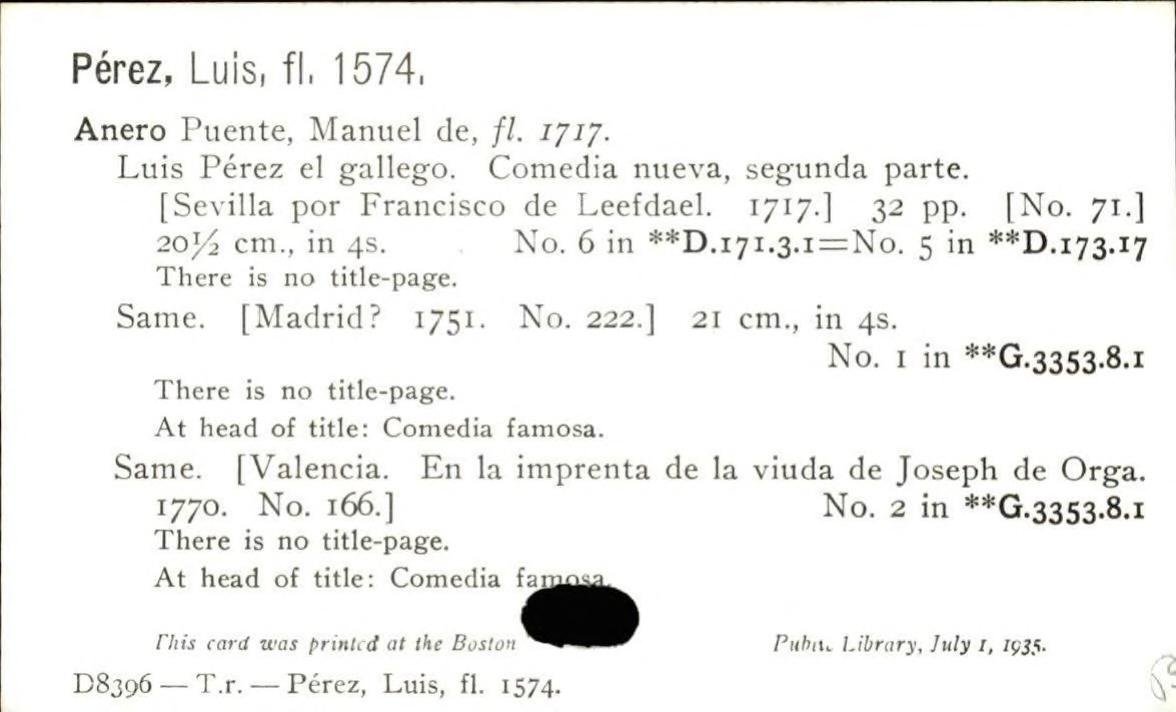 Pérez, Luis, fl. 1574.
Anero Puente, Manuel de, fl. 1717.
Luis Pérez el gallego. Comedia nueva, segunda parte.
[Sevilla por Francisco de Leefdael. 1717.] 32 pp. [No. 71.]
20½ cm., in 4s. No. 6 in **D.171.3.1=No. 5 in **D.173.17
There is no title-page.
Same. [Madrid? 1751. No. 222.] 21 cm., in 4s.
No. 1 in **G.3353.8.1
There is no title-page.
At head of title: Comedia famosa.
Same. [Valencia. En la imprenta de la viuda de Joseph de Orga.
1770. No. 166.] No. 2 in **G.3353.8.1
There is no title-page.
At head of title: Comedia famosa.
This card was printed at the Boston Public Library, July 1, 1935.
D8396 — T.r. — Pérez, Luis, fl. 1574.